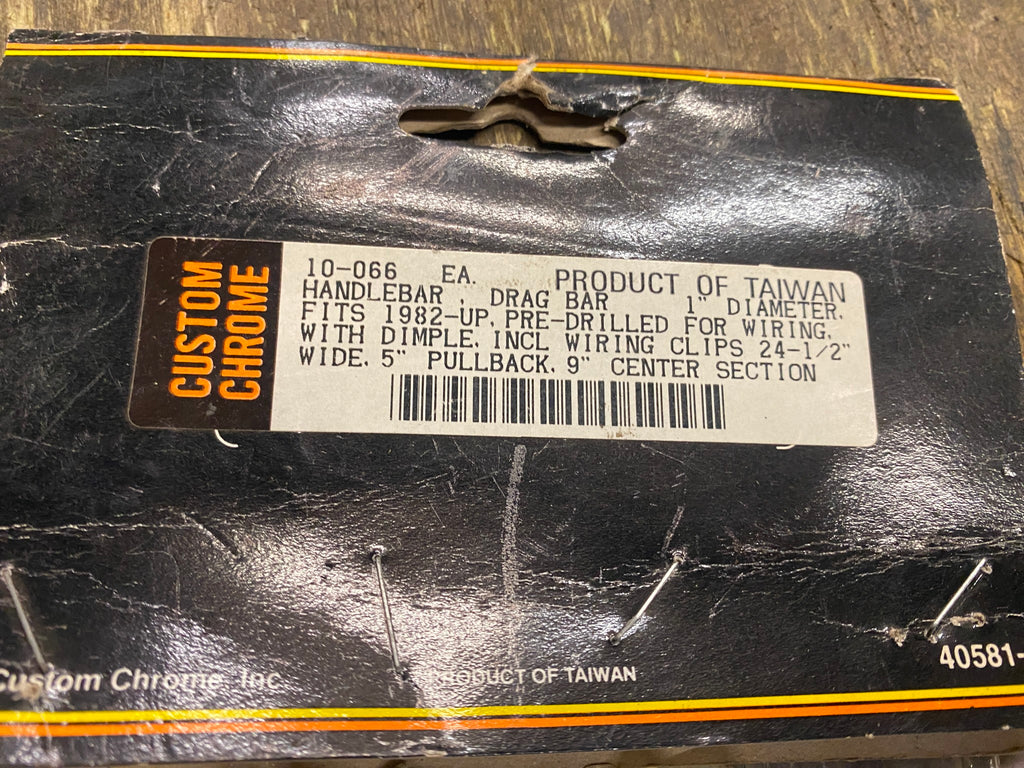 CUSTOM
CHROME
10-066 EA. PRODUCT OF TAIWAN
HANDLEBAR , DRAG BAR 1" DIAMETER.
FITS 1982-UP, PRE-DRILLED FOR WIRING.
WITH DIMPLE. INCL WIRING CLIPS 24-1/2"
WIDE. 5" PULLBACK. 9" CENTER SECTION
Custom Chrome, Inc
PRODUCT OF TAIWAN
40581-